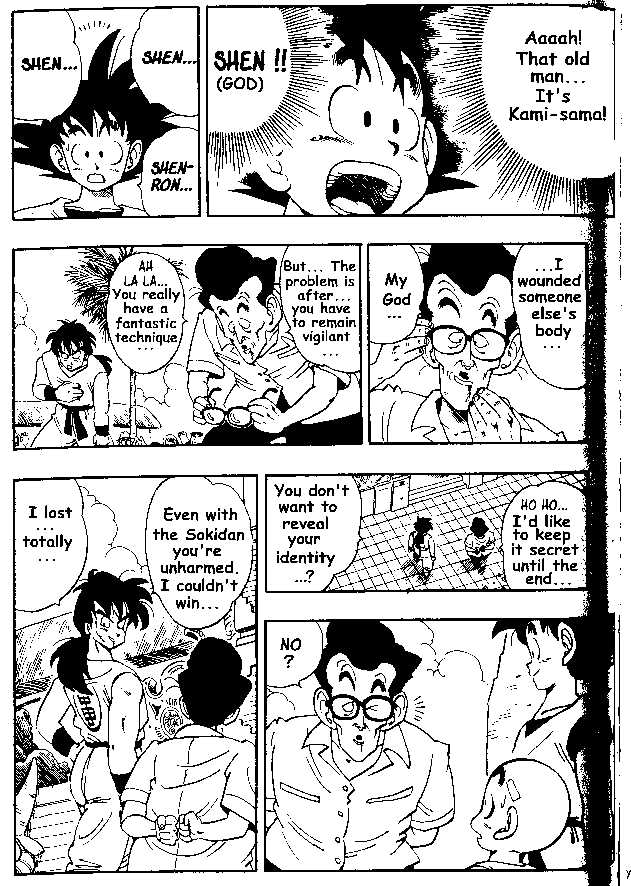 SHEN...
SHEN...
SHEN-
RON...
SHEN !!
(GOD)
Aaaah!
That old
man...
It's
Kami-sama!
AH
LA LA...
You really
have a
fantastic
technique
...
But... The
problem is
after...
you have
to remain
vigilant
...
My
God
...
...I
wounded
someone
else's
body
...
I lost
...
totally
...
Even with
the Sokidan
you're
unharmed.
I couldn't
win...
You don't
want to
reveal
your
identity
...?
HO HO...
I'd like
to keep
it secret
until the
end...
NO
?
y